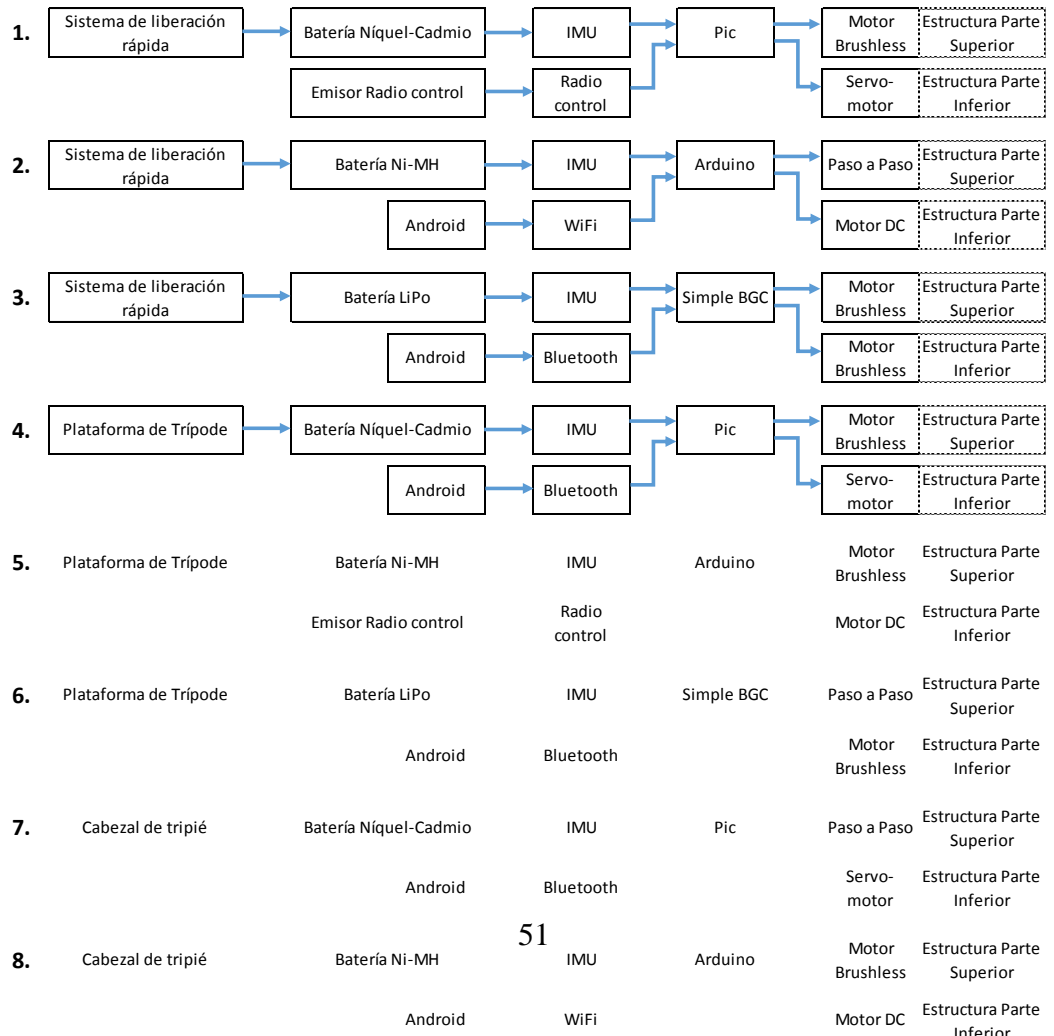 1. Sistema de liberación rápida Batería Níquel-Cadmio IMU Pic Motor Brushless Estructura Parte Superior
Emisor Radio control Radio control Servo-motor Estructura Parte Inferior
2. Sistema de liberación rápida Batería Ni-MH IMU Arduino Paso a Paso Estructura Parte Superior
Android WiFi Motor DC Estructura Parte Inferior
3. Sistema de liberación rápida Batería LiPo IMU Simple BGC Motor Brushless Estructura Parte Superior
Android Bluetooth Motor Brushless Estructura Parte Inferior
4. Plataforma de Trípode Batería Níquel-Cadmio IMU Pic Motor Brushless Estructura Parte Superior
Android Bluetooth Servo-motor Estructura Parte Inferior
5. Plataforma de Trípode Batería Ni-MH IMU Arduino Motor Brushless Estructura Parte Superior
Emisor Radio control Radio control Motor DC Estructura Parte Inferior
6. Plataforma de Trípode Batería LiPo IMU Simple BGC Paso a Paso Estructura Parte Superior
Android Bluetooth Motor Brushless Estructura Parte Inferior
7. Cabezal de tripié Batería Níquel-Cadmio IMU Pic Paso a Paso Estructura Parte Superior
Android Bluetooth Servo-motor Estructura Parte Inferior
51
8. Cabezal de tripié Batería Ni-MH IMU Arduino Motor Brushless Estructura Parte Superior
Android WiFi Motor DC Estructura Parte Inferior